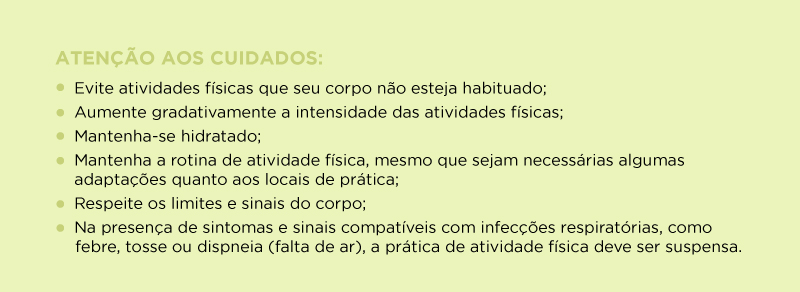 ATENÇÃO AOS CUIDADOS:
• Evite atividades físicas que seu corpo não esteja habituado;
• Aumente gradativamente a intensidade das atividades físicas;
• Mantenha-se hidratado;
• Mantenha a rotina de atividade física, mesmo que sejam necessárias algumas
adaptações quanto aos locais de prática;
• Respeite os limites e sinais do corpo;
• Na presença de sintomas e sinais compatíveis com infecções respiratórias, como
febre, tosse ou dispneia (falta de ar), a prática de atividade física deve ser suspensa.